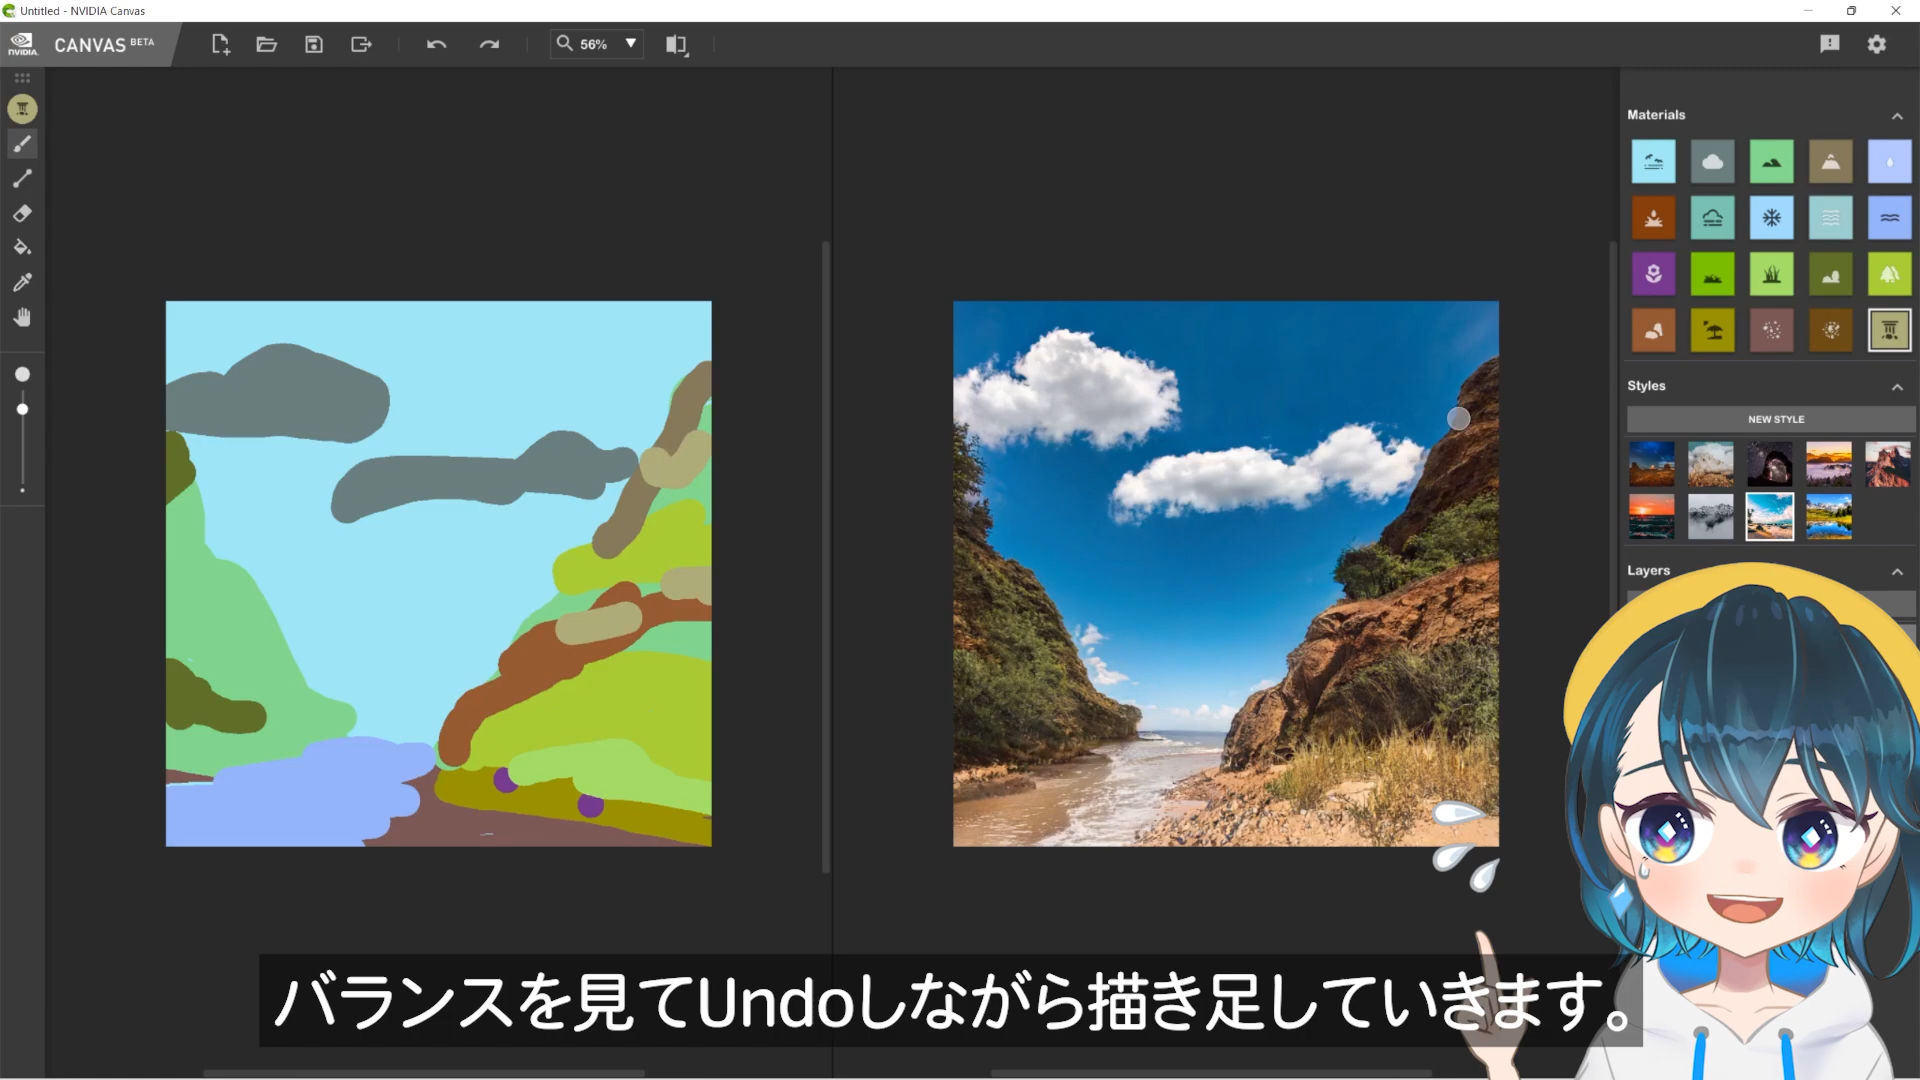 Untitled - NVIDIA Canvas
NVIDIA.
CANVAS BETA
56%
Materials
Styles
NEW STYLE
Layers
バランスを見てUndoしながら描き足していきます。